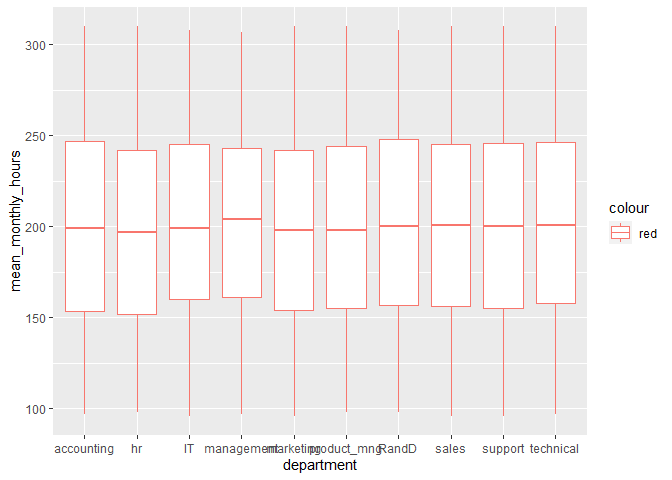 mean_monthly_hours
300
250
200
150
100
accounting hr IT management marketing product_mng RandD sales support technical
department
colour
red